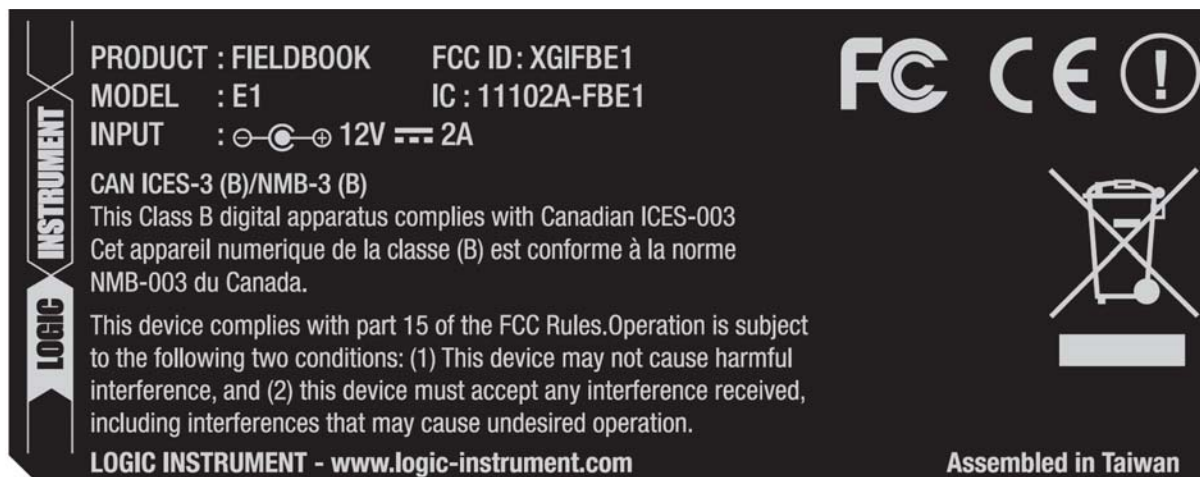 PRODUCT : FIELDBOOK FCC ID : XGIFBE1
MODEL : E1 IC : 11102A-FBE1
INPUT : 12V 2A
CAN ICES-3 (B)/NMB-3 (B)
This Class B digital apparatus complies with Canadian ICES-003
Cet appareil numerique de la classe (B) est conforme à la norme
NMB-003 du Canada.
This device complies with part 15 of the FCC Rules.Operation is subject
to the following two conditions: (1) This device may not cause harmful
interference, and (2) this device must accept any interference received,
including interferences that may cause undesired operation.
LOGIC INSTRUMENT - www.logic-instrument.com
Assembled in Taiwan
LOGIC INSTRUMENT
FC CE !